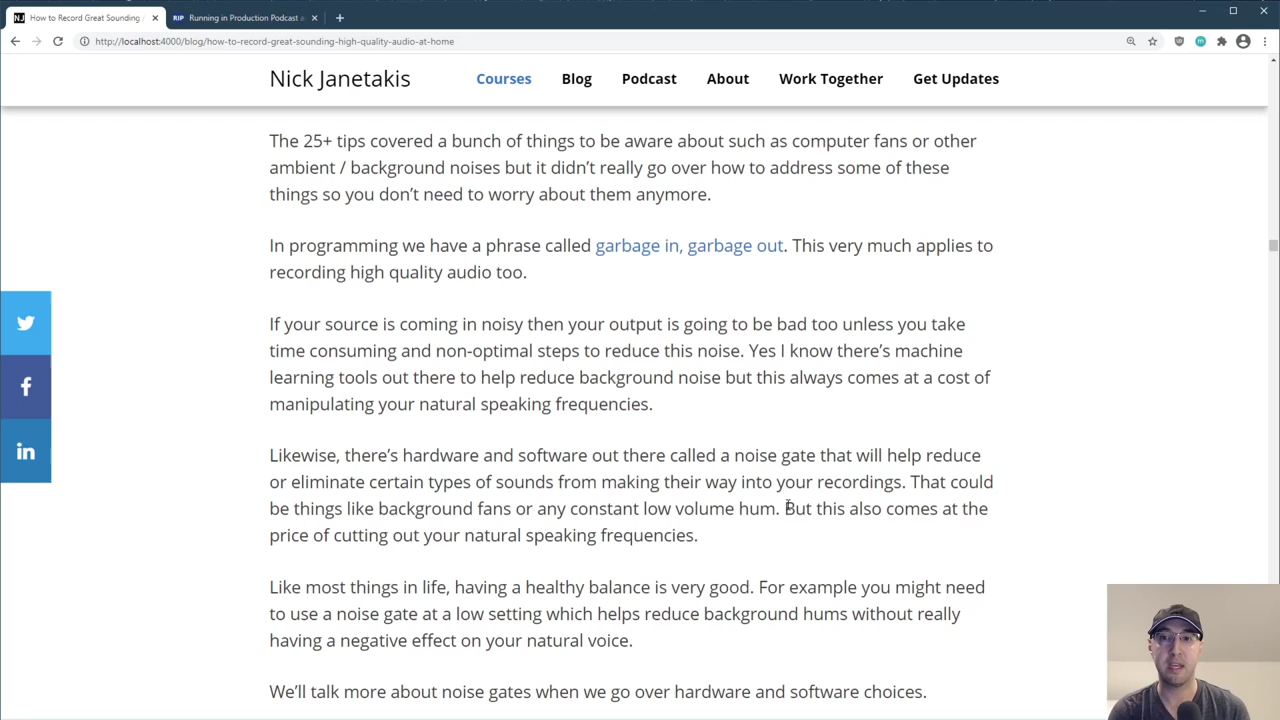 How to Record Great Sounding
Running in Production Podcast a
http://localhost:4000/blog/how-to-record-great-sounding-high-quality-audio-at-home
Nick Janetakis
Courses
Blog
Podcast
About
Work Together
Get Updates
The 25+ tips covered a bunch of things to be aware about such as computer fans or other
ambient / background noises but it didn't really go over how to address some of these
things so you don't need to worry about them anymore.
In programming we have a phrase called garbage in, garbage out. This very much applies to
recording high quality audio too.
If your source is coming in noisy then your output is going to be bad too unless you take
time consuming and non-optimal steps to reduce this noise. Yes I know there's machine
learning tools out there to help reduce background noise but this always comes at a cost of
manipulating your natural speaking frequencies.
Likewise, there's hardware and software out there called a noise gate that will help reduce
or eliminate certain types of sounds from making their way into your recordings. That could
be things like background fans or any constant low volume hum. But this also comes at the
price of cutting out your natural speaking frequencies.
Like most things in life, having a healthy balance is very good. For example you might need
to use a noise gate at a low setting which helps reduce background hums without really
having a negative effect on your natural voice.
We'll talk more about noise gates when we go over hardware and software choices.